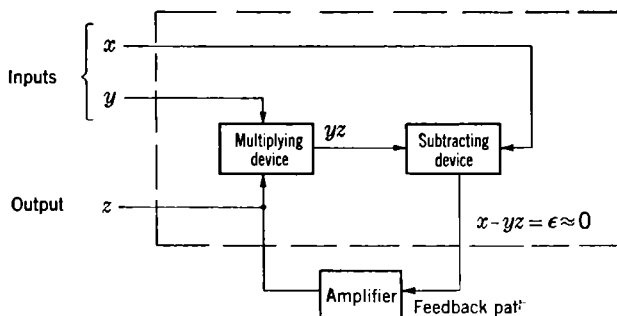 Inputs
x
y
Multiplying
device
yz
Subtracting
device
Output
z
x-yz = ϵ ≈ 0
Amplifier
Feedback